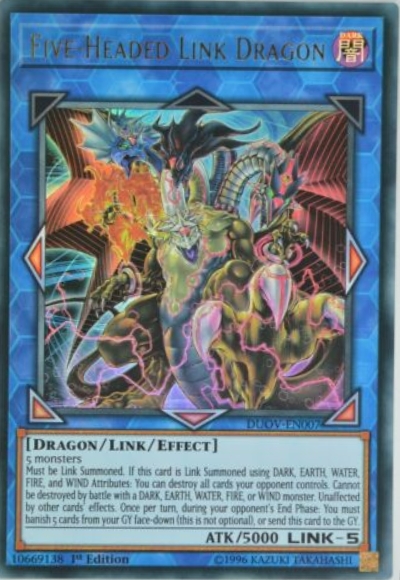 Five-Headed Link Dragon
DARK
闇
DUOV-EN007
[Dragon/Link/Effect]
5 monsters
Must be Link Summoned. If this card is Link Summoned using DARK, EARTH, WATER,
FIRE, and WIND Attributes: You can destroy all cards your opponent controls. Cannot
be destroyed by battle with a DARK, EARTH, WATER, FIRE, or WIND monster. Unaffected
by other cards' effects. Once per turn, during your opponent's End Phase: You must
banish 5 cards from your GY face-down (this is not optional), or send this card to the GY.
ATK/5000 LINK-5
10669138 1st Edition ©1996 KAZUKI TAKAHASHI